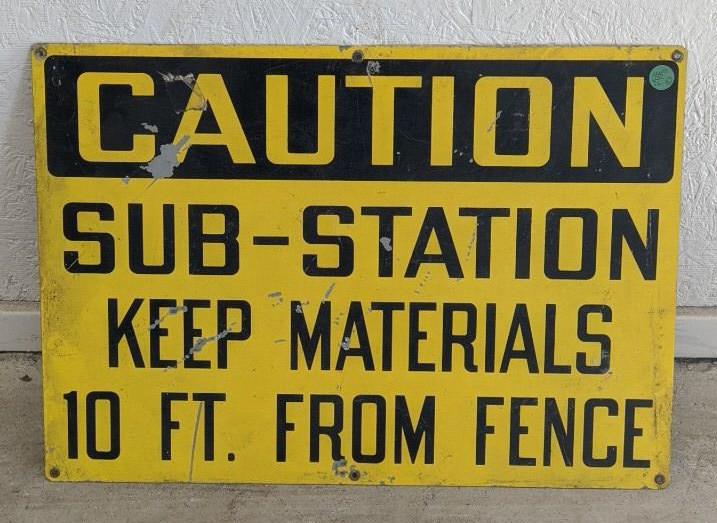 CAUTION
SUB-STATION
KEEP MATERIALS
10 FT. FROM FENCE